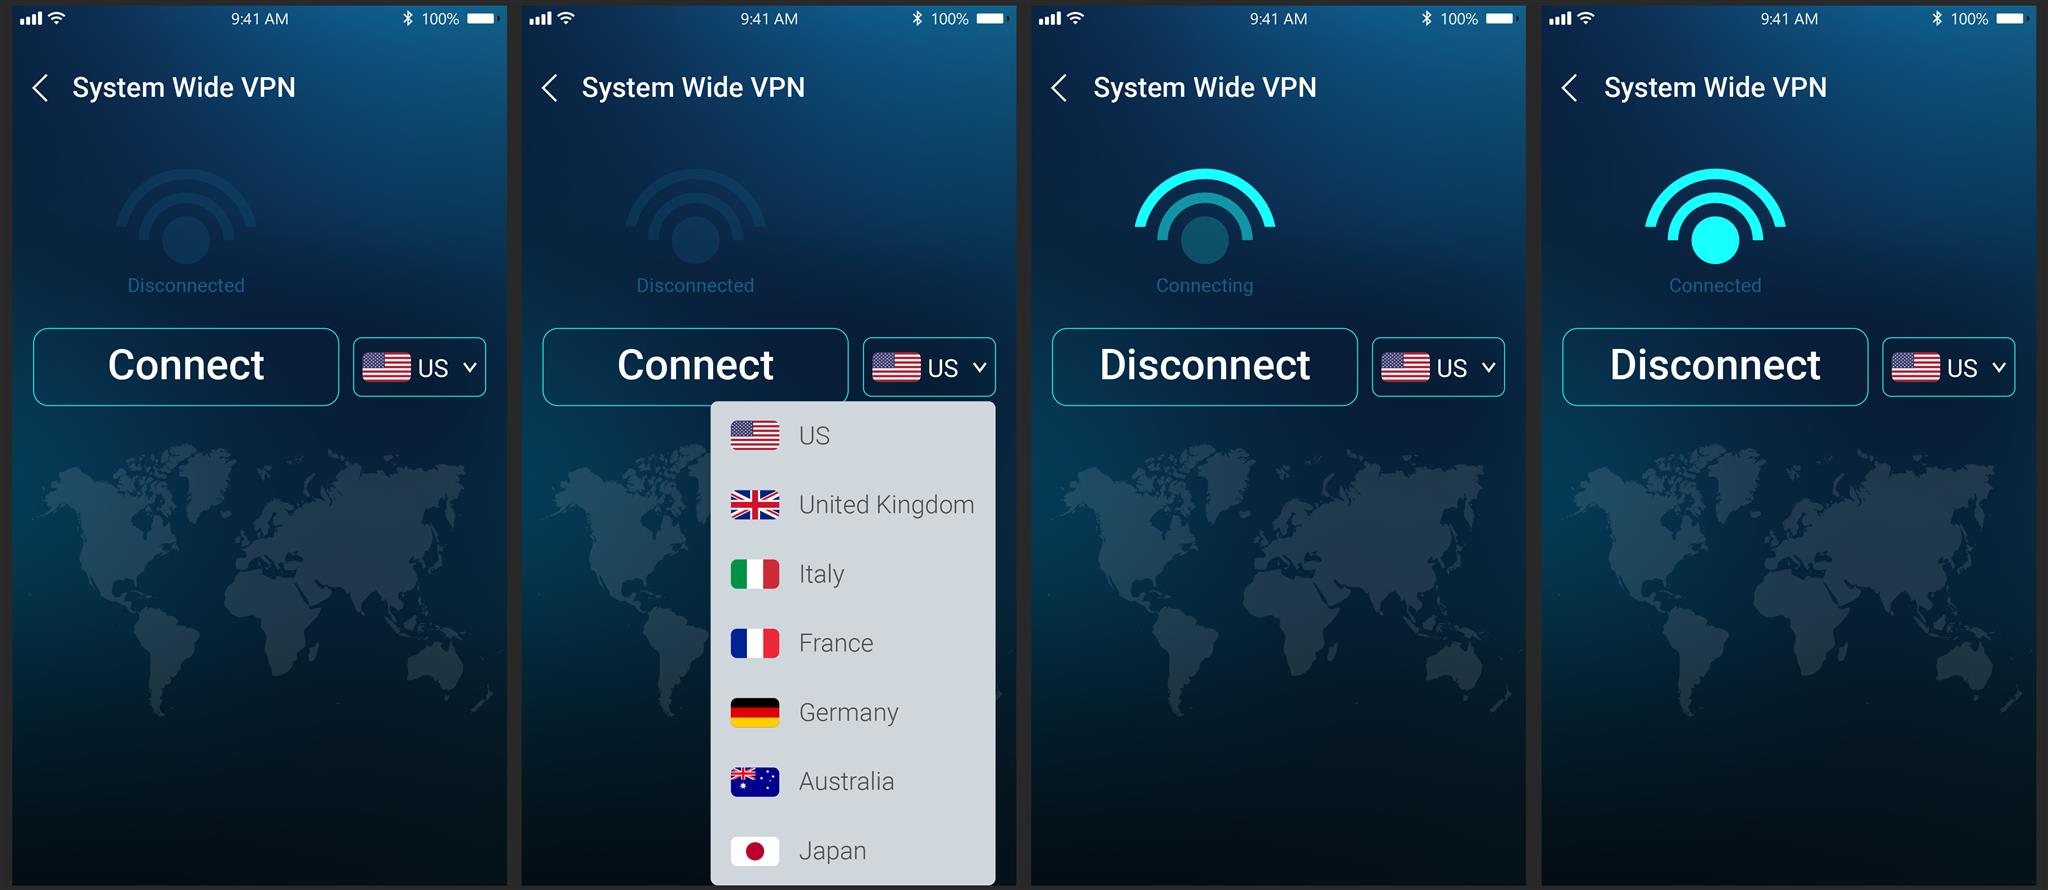 9:41 AM 100%
System Wide VPN
Disconnected
Connect US
9:41 AM 100%
System Wide VPN
Disconnected
Connect US
US
United Kingdom
Italy
France
Germany
Australia
Japan
9:41 AM 100%
System Wide VPN
Connecting
Disconnect US
9:41 AM 100%
System Wide VPN
Connected
Disconnect US